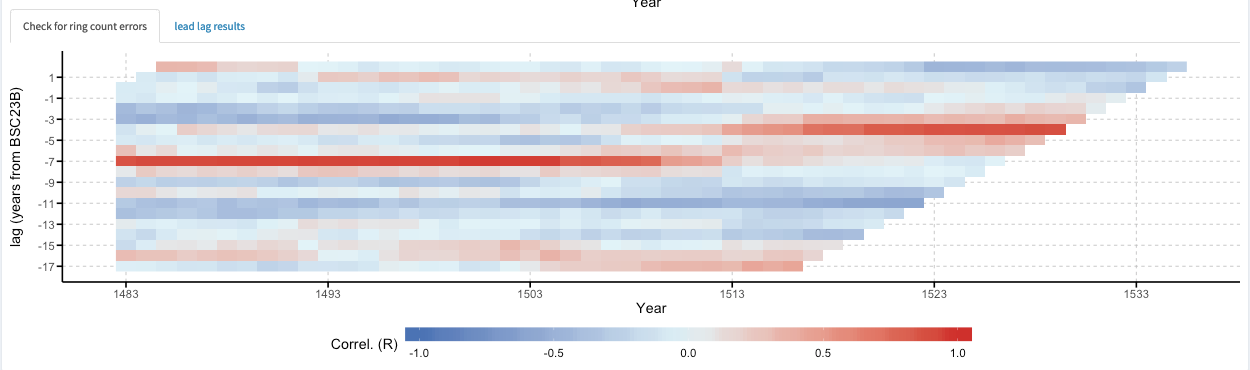 Year
Check for ring count errors lead lag results
lag (years from BSC23B)
1
-1
-3
-5
-7
-9
-11
-13
-15
-17
1483 1493 1503 1513 1523 1533
Year
Correl. (R)
-1.0 -0.5 0.0 0.5 1.0